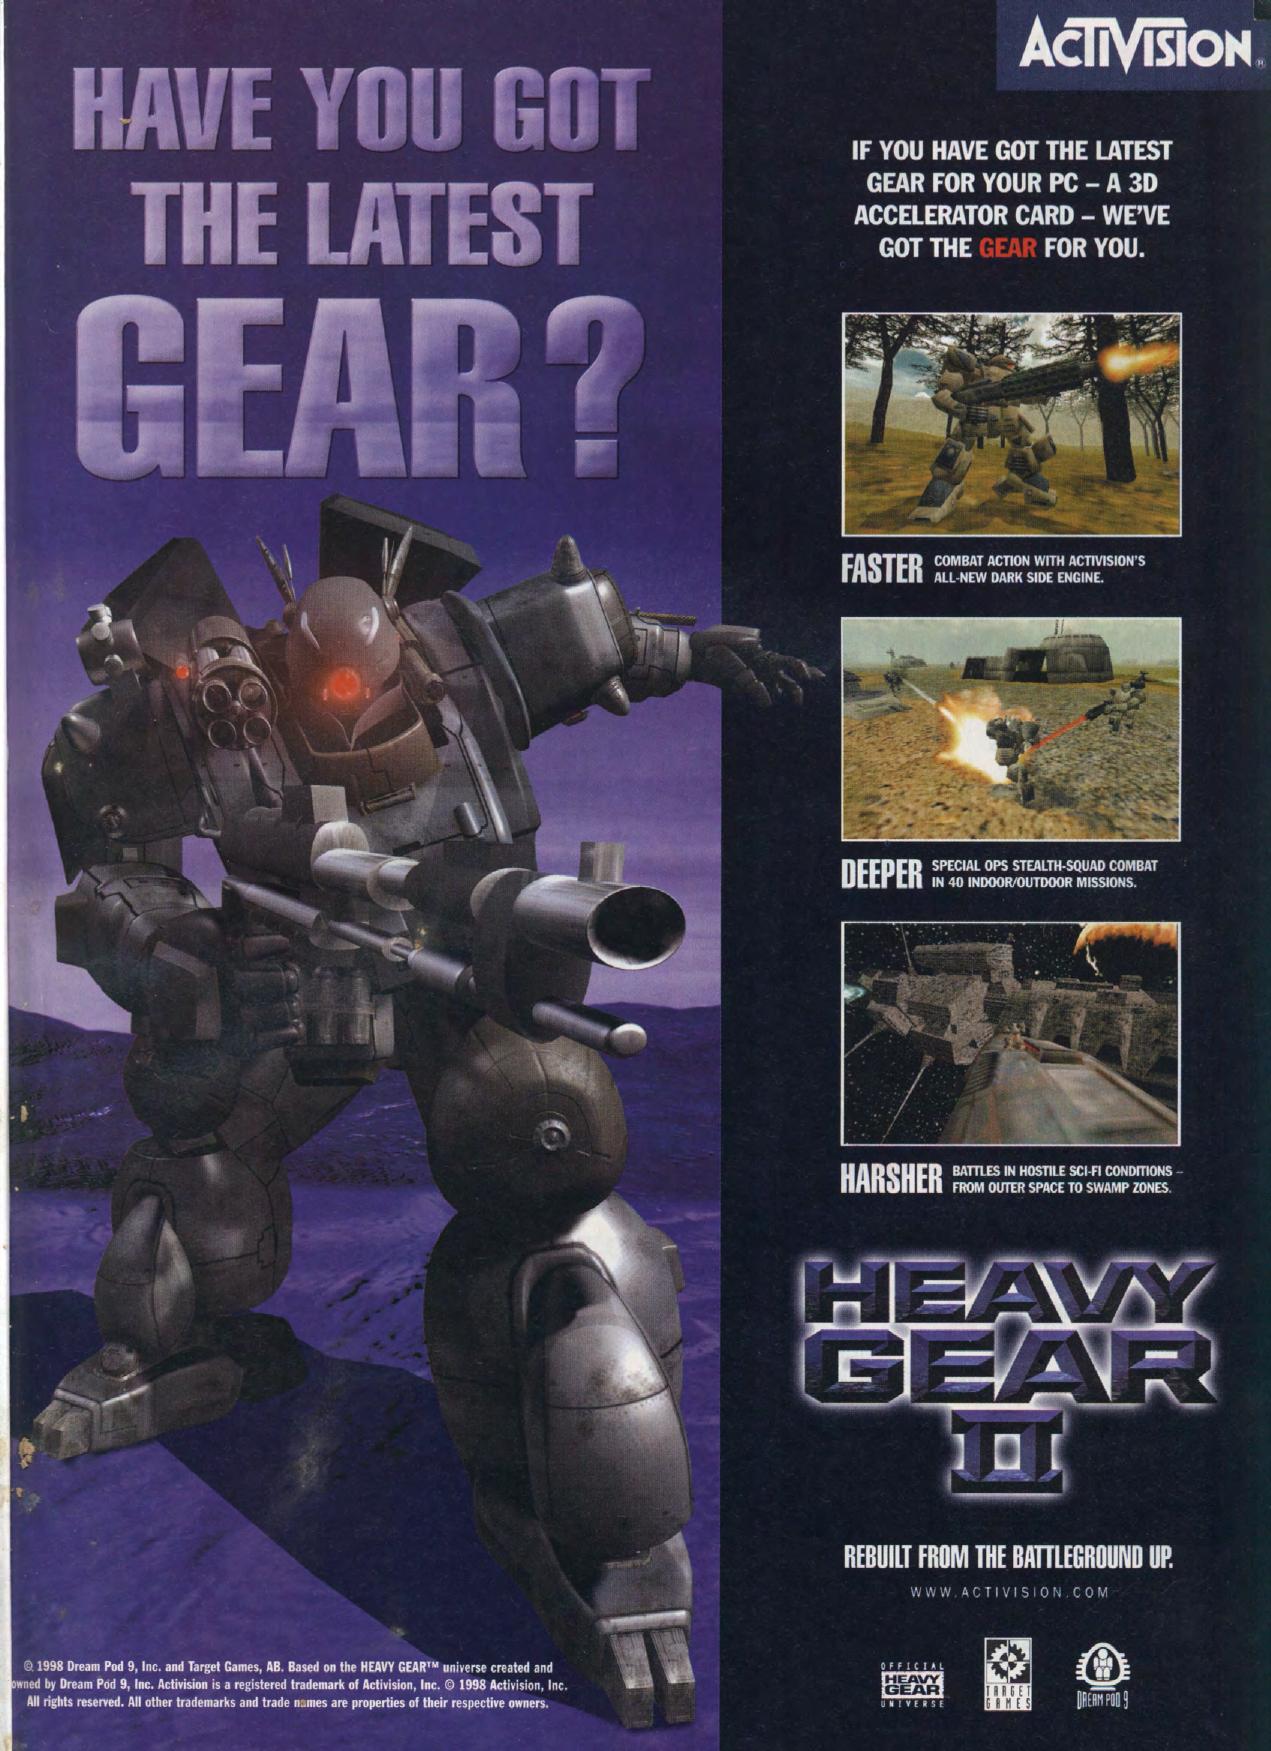 HAVE YOU GOT
THE LATEST
GEAR?
© 1998 Dream Pod 9, Inc. and Target Games, AB. Based on the HEAVY GEAR™ universe created and
owned by Dream Pod 9, Inc. Activision is a registered trademark of Activision, Inc. © 1998 Activision, Inc.
All rights reserved. All other trademarks and trade names are properties of their respective owners.
ACTIVISION®
IF YOU HAVE GOT THE LATEST
GEAR FOR YOUR PC – A 3D
ACCELERATOR CARD – WE'VE
GOT THE GEAR FOR YOU.
FASTER COMBAT ACTION WITH ACTIVISION'S
ALL-NEW DARK SIDE ENGINE.
DEEPER SPECIAL OPS STEALTH-SQUAD COMBAT
IN 40 INDOOR/OUTDOOR MISSIONS.
HARSHER BATTLES IN HOSTILE SCI-FI CONDITIONS –
FROM OUTER SPACE TO SWAMP ZONES.
HEAVY
GEAR
II
REBUILT FROM THE BATTLEGROUND UP.
WWW.ACTIVISION.COM
OFFICIAL
HEAVY
GEAR
UNIVERSE
TARGET
GAMES
DREAM POD 9